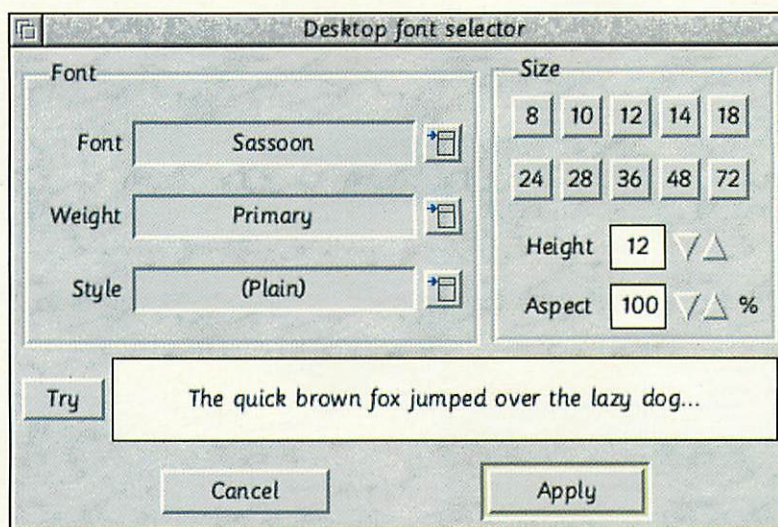 Desktop font selector
Font
Font Sassoon
Weight Primary
Style (Plain)
Size
8 10 12 14 18
24 28 36 48 72
Height 12
Aspect 100 %
Try The quick brown fox jumped over the lazy dog...
Cancel Apply